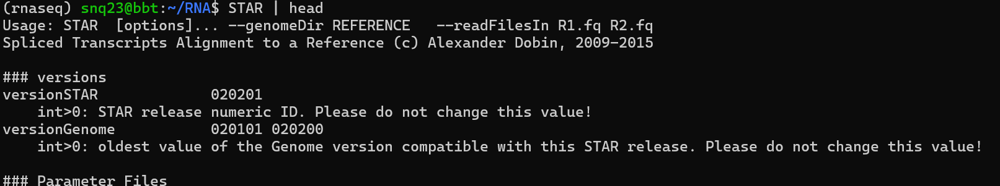 (rnaseq) snq23@bbt:~/RNA$ STAR | head
Usage: STAR  [options]... --genomeDir REFERENCE   --readFilesIn R1.fq R2.fq
Spliced Transcripts Alignment to a Reference (c) Alexander Dobin, 2009-2015

### versions
versionSTAR             020201
    int>0: STAR release numeric ID. Please do not change this value!
versionGenome           020101 020200
    int>0: oldest value of the Genome version compatible with this STAR release. Please do not change this value!

### Parameter Files